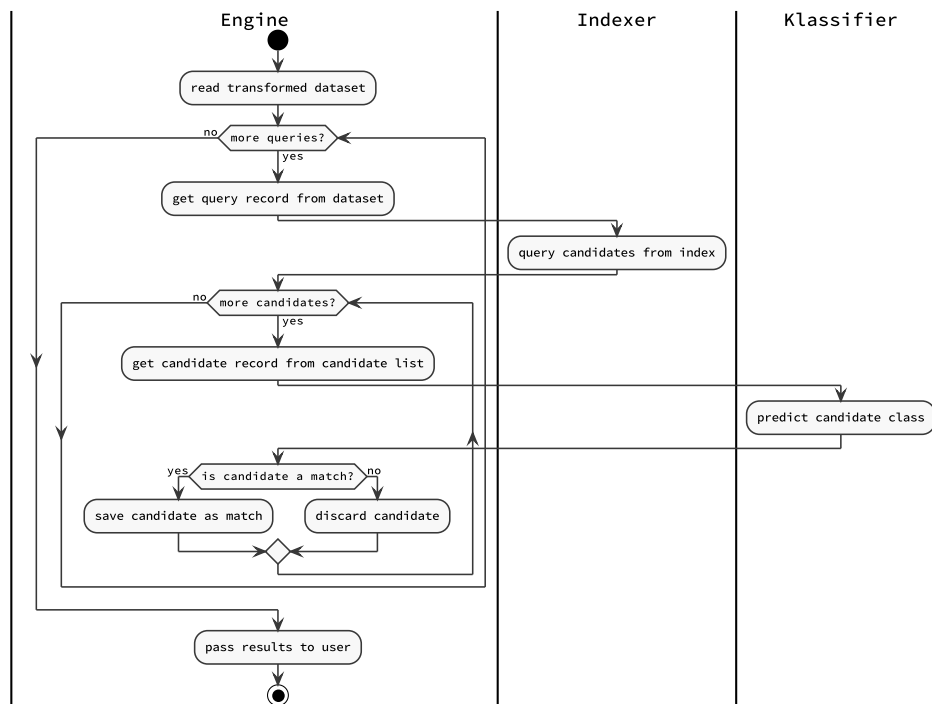 Engine
Indexer
Klassifier
read transformed dataset
no
more queries?
yes
get query record from dataset
query candidates from index
no
more candidates?
yes
get candidate record from candidate list
predict candidate class
yes
is candidate a match?
no
save candidate as match
discard candidate
pass results to user